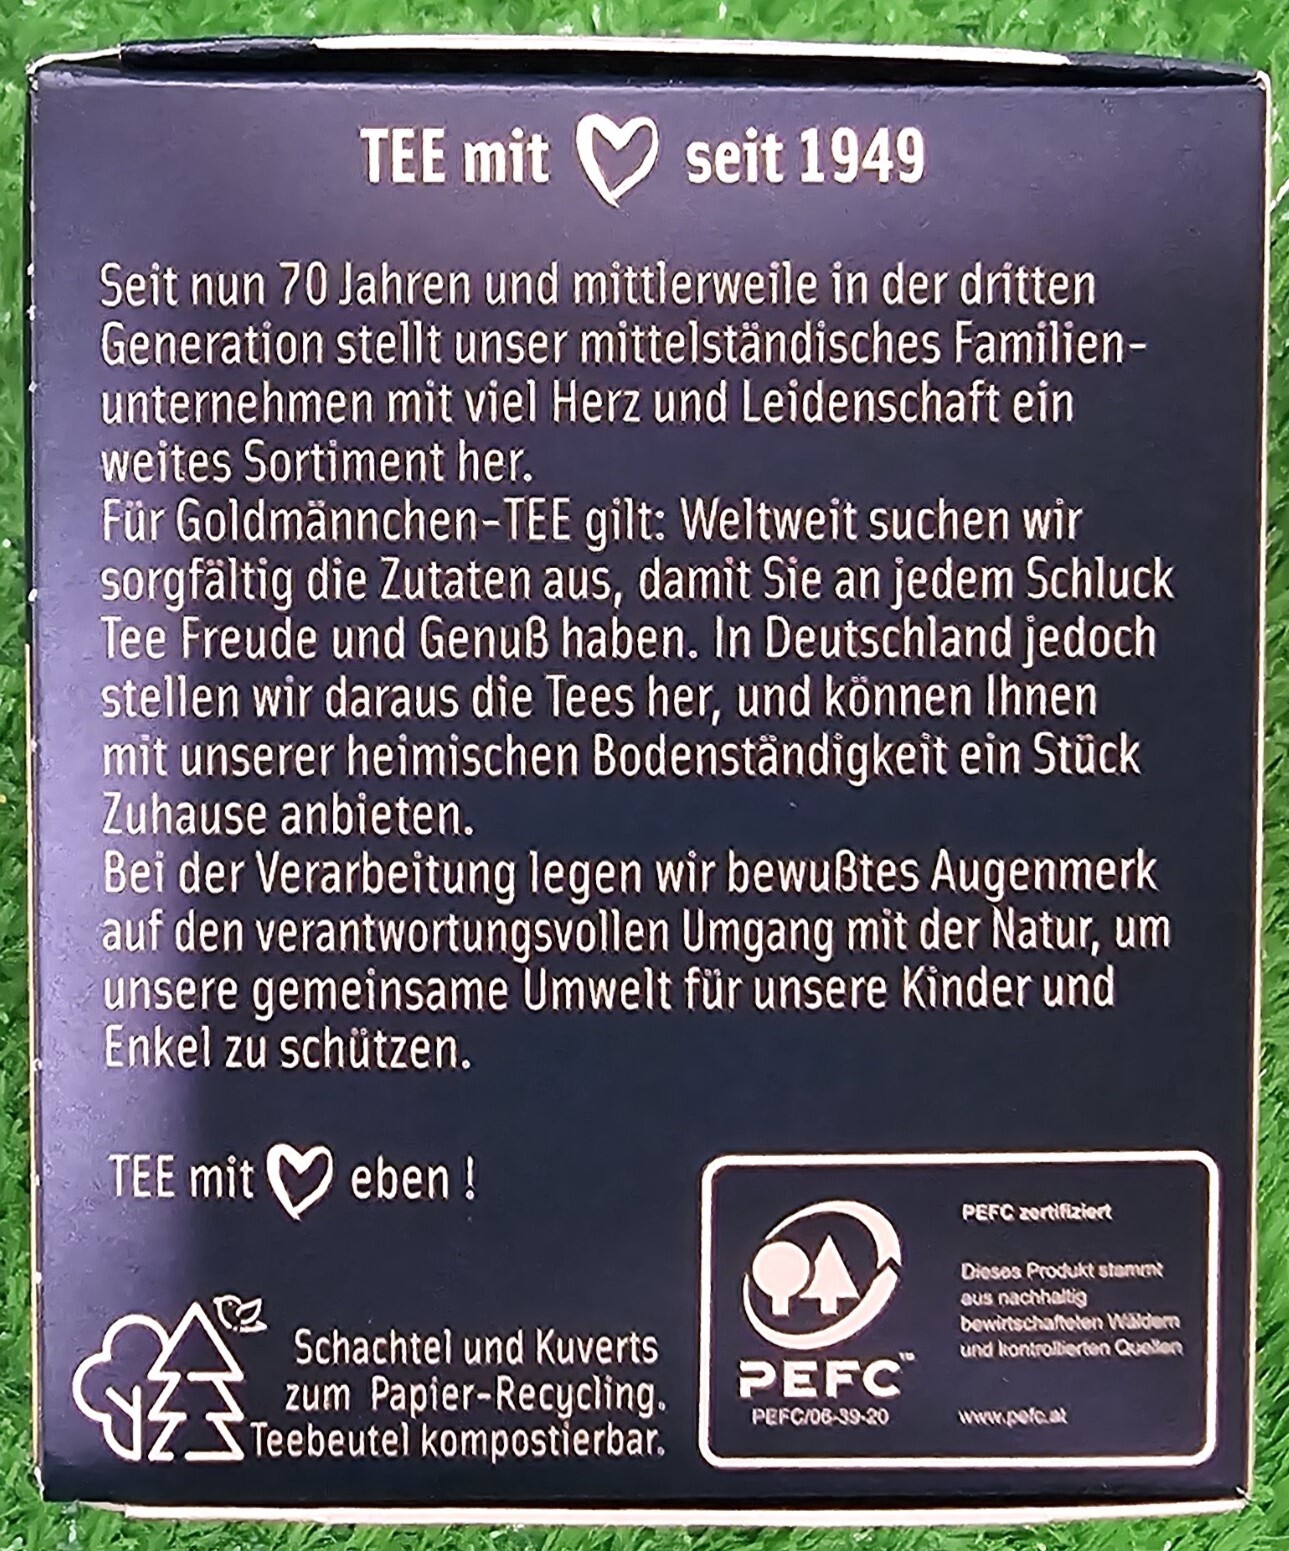 TEE mit ♡ seit 1949
Seit nun 70 Jahren und mittlerweile in der dritten
Generation stellt unser mittelständisches Familien-
unternehmen mit viel Herz und Leidenschaft ein
weites Sortiment her.
Für Goldmännchen-TEE gilt: Weltweit suchen wir
sorgfältig die Zutaten aus, damit Sie an jedem Schluck
Tee Freude und Genuß haben. In Deutschland jedoch
stellen wir daraus die Tees her, und können Ihnen
mit unserer heimischen Bodenständigkeit ein Stück
Zuhause anbieten.
Bei der Verarbeitung legen wir bewußtes Augenmerk
auf den verantwortungsvollen Umgang mit der Natur, um
unsere gemeinsame Umwelt für unsere Kinder und
Enkel zu schützen.
TEE mit ♡ eben !
Schachtel und Kuverts
zum Papier-Recycling.
Teebeutel kompostierbar.
PEFC™
PEFC/06-39-20
PEFC zertifiziert
Dieses Produkt stammt
aus nachhaltig
bewirtschafteten Wäldern
und kontrollierten Quellen
www.pefc.at